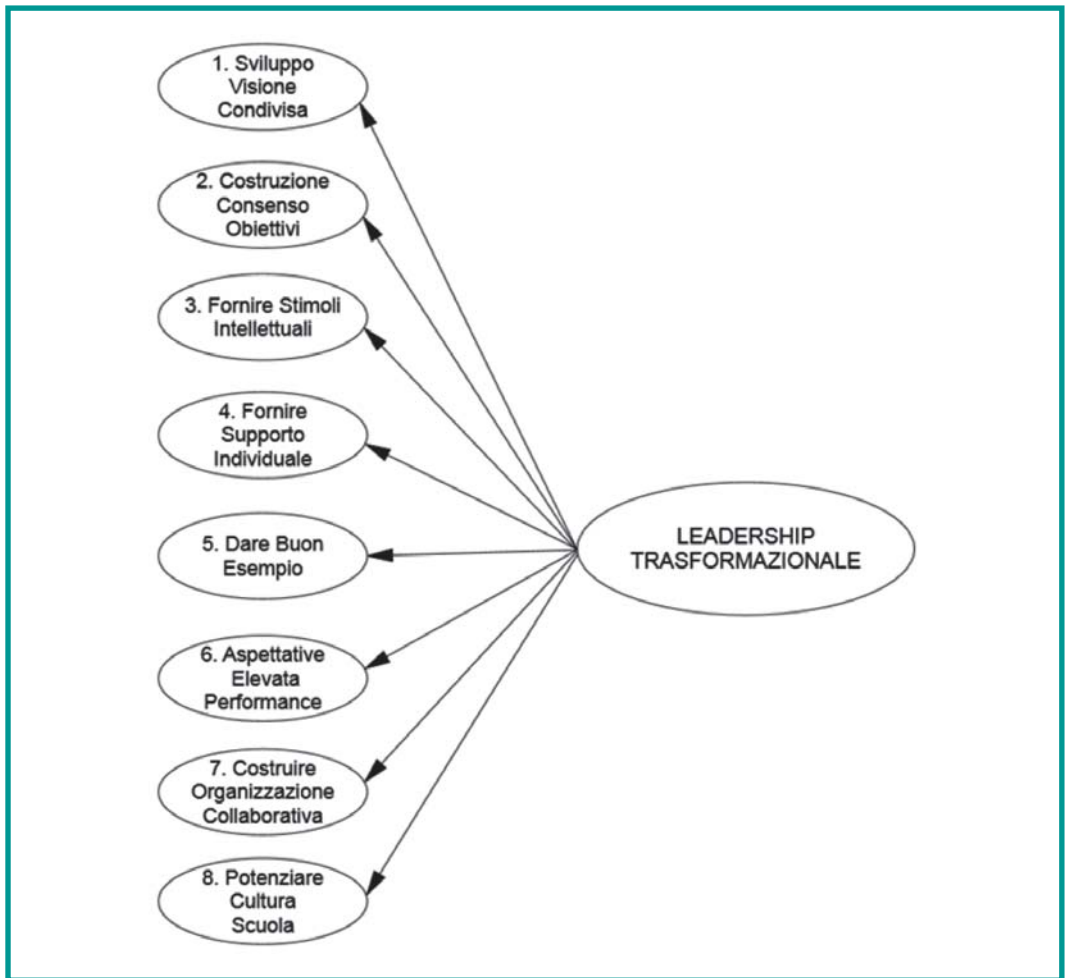 1. Sviluppo
Visione
Condivisa
2. Costruzione
Consenso
Obiettivi
3. Fornire Stimoli
Intellettuali
4. Fornire
Supporto
Individuale
5. Dare Buon
Esempio
6. Aspettative
Elevata
Performance
7. Costruire
Organizzazione
Collaborativa
8. Potenziare
Cultura
Scuola
LEADERSHIP
TRASFORMAZIONALE